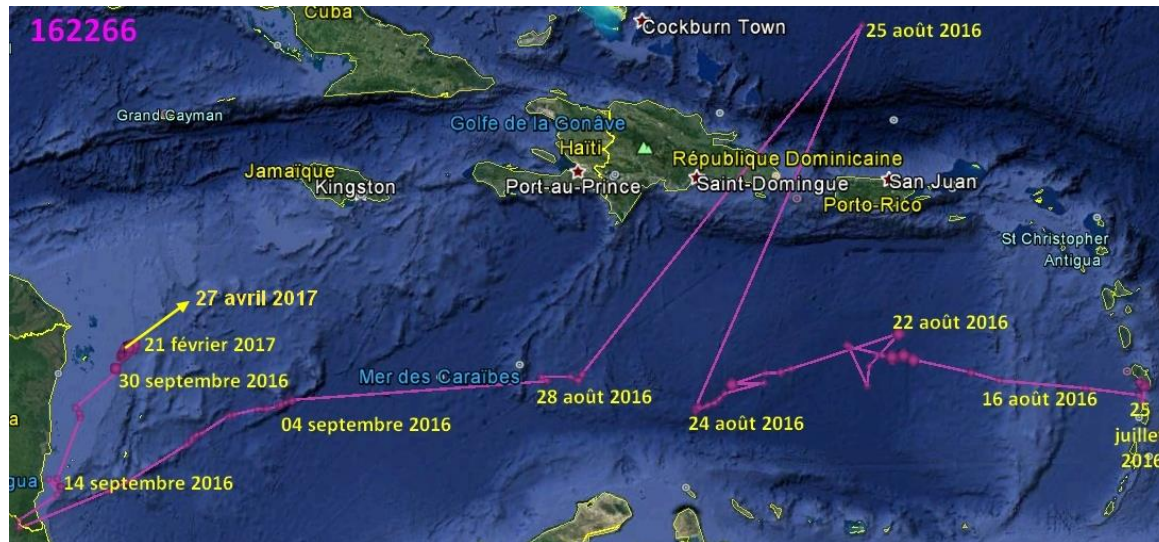 Cuba
162266
Cockburn Town
25 août 2016
Grand Cayman
Golfe de la Gonâve
Haïti
République Dominicaine
Jamaïque
Kingston
Port-au-Prince
Saint-Domingue
San Juan
Porto-Rico
St Christopher
Antigua
27 avril 2017
22 août 2016
21 février 2017
30 septembre 2016
Mer des Caraïbes
28 août 2016
16 août 2016
25
juillet
2016
04 septembre 2016
24 août 2016
a
14 septembre 2016
gua